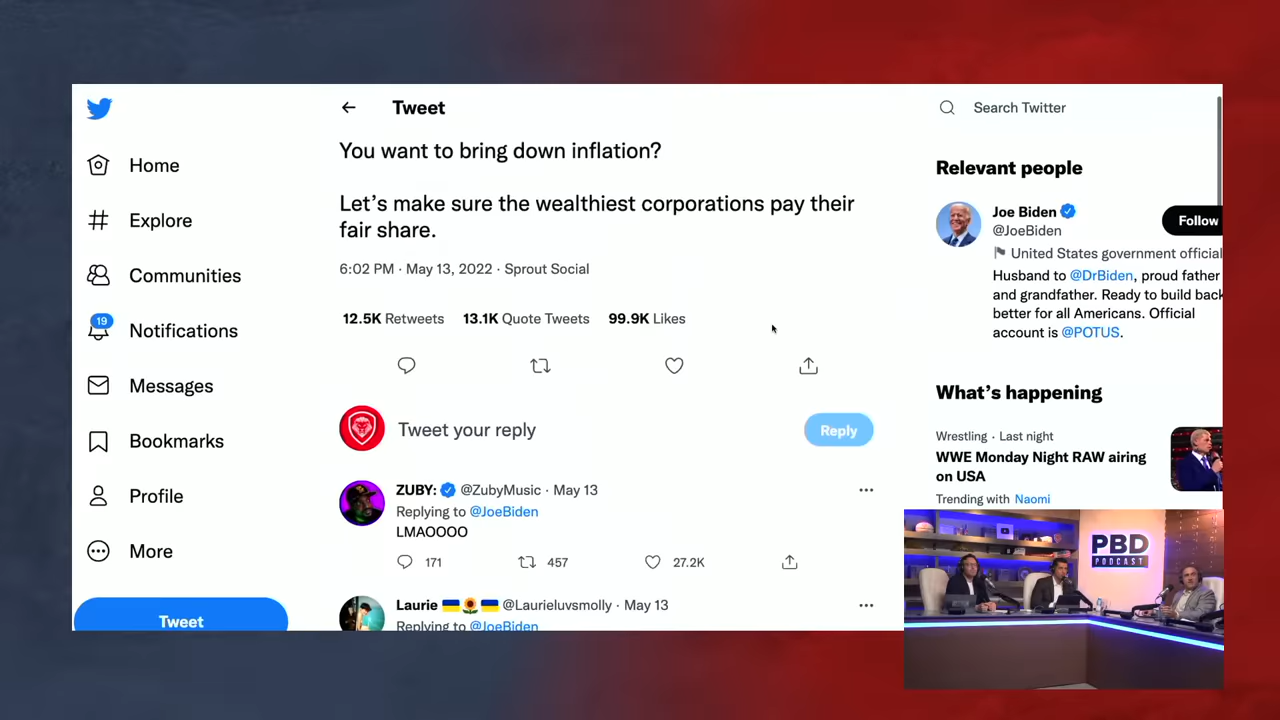 Home
Explore
Communities
19
Notifications
Messages
Bookmarks
Profile
More
Tweet
Tweet
You want to bring down inflation?
Let’s make sure the wealthiest corporations pay their
fair share.
6:02 PM · May 13, 2022 · Sprout Social
12.5K Retweets 13.1K Quote Tweets 99.9K Likes
Tweet your reply
Reply
ZUBY: @ZubyMusic · May 13
Replying to @JoeBiden
LMAOOOO
171 457 27.2K
Laurie @Laurieluvsmolly · May 13
Replying to @JoeBiden
Search Twitter
Relevant people
Joe Biden
@JoeBiden
Follow
United States government official
Husband to @DrBiden, proud father
and grandfather. Ready to build back
better for all Americans. Official
account is @POTUS.
What’s happening
Wrestling · Last night
WWE Monday Night RAW airing
on USA
Trending with Naomi
PBD
PODCAST